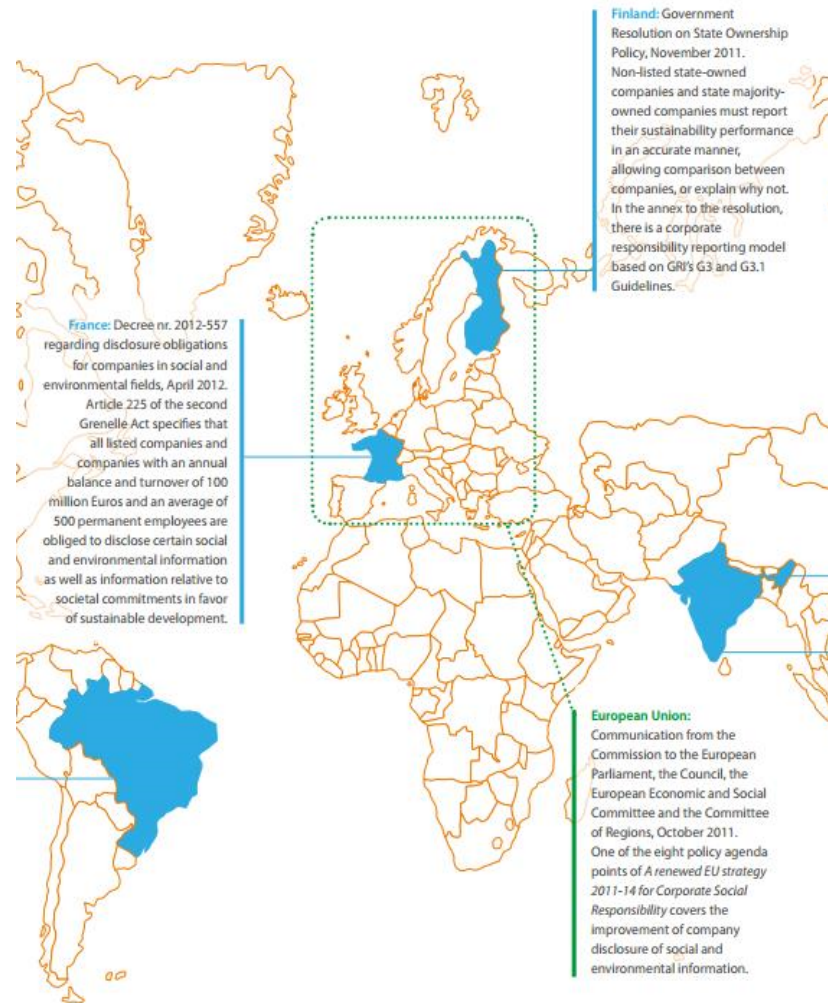 Finland: Government
Resolution on State Ownership
Policy, November 2011.
Non-listed state-owned
companies and state majority-
owned companies must report
their sustainability performance
in an accurate manner,
allowing comparison between
companies, or explain why not.
In the annex to the resolution,
there is a corporate
responsibility reporting model
based on GRI's G3 and G3.1
Guidelines.
France: Decree nr. 2012-557
regarding disclosure obligations
for companies in social and
environmental fields, April 2012.
Article 225 of the second
Grenelle Act specifies that
all listed companies and
companies with an annual
balance and turnover of 100
million Euros and an average of
500 permanent employees are
obliged to disclose certain social
and environmental information
as well as information relative to
societal commitments in favor
of sustainable development.
European Union:
Communication from the
Commission to the European
Parliament, the Council, the
European Economic and Social
Committee and the Committee
of Regions, October 2011.
One of the eight policy agenda
points of A renewed EU strategy
2011-14 for Corporate Social
Responsibility covers the
improvement of company
disclosure of social and
environmental information.